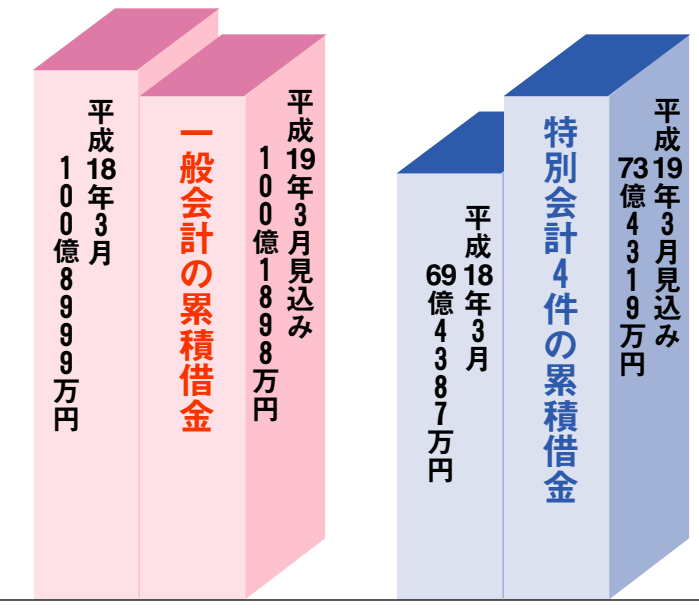 平成18年3月
100億8999万円
一般会計の累積借金
平成19年3月見込み
100億1898万円
平成18年3月
69億4387万円
特別会計4件の累積借金
平成19年3月見込み
73億4319万円